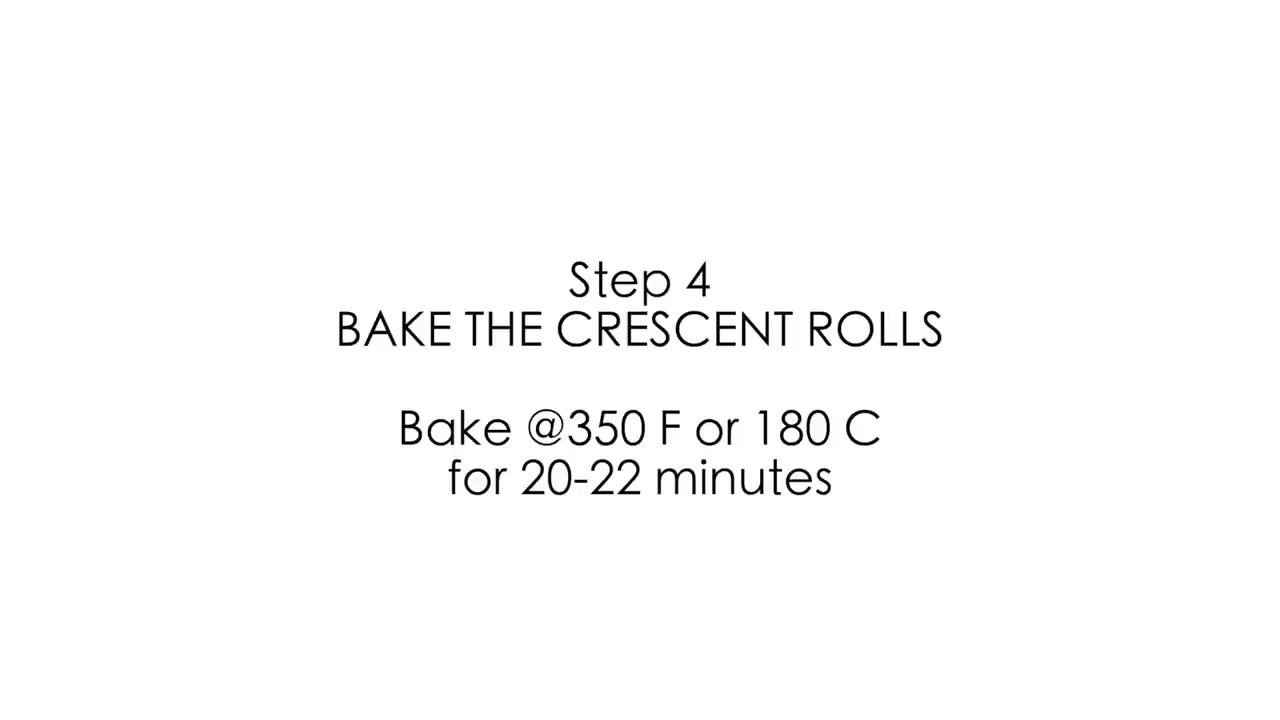 Step 4
BAKE THE CRESCENT ROLLS
Bake @350 F or 180 C
for 20-22 minutes